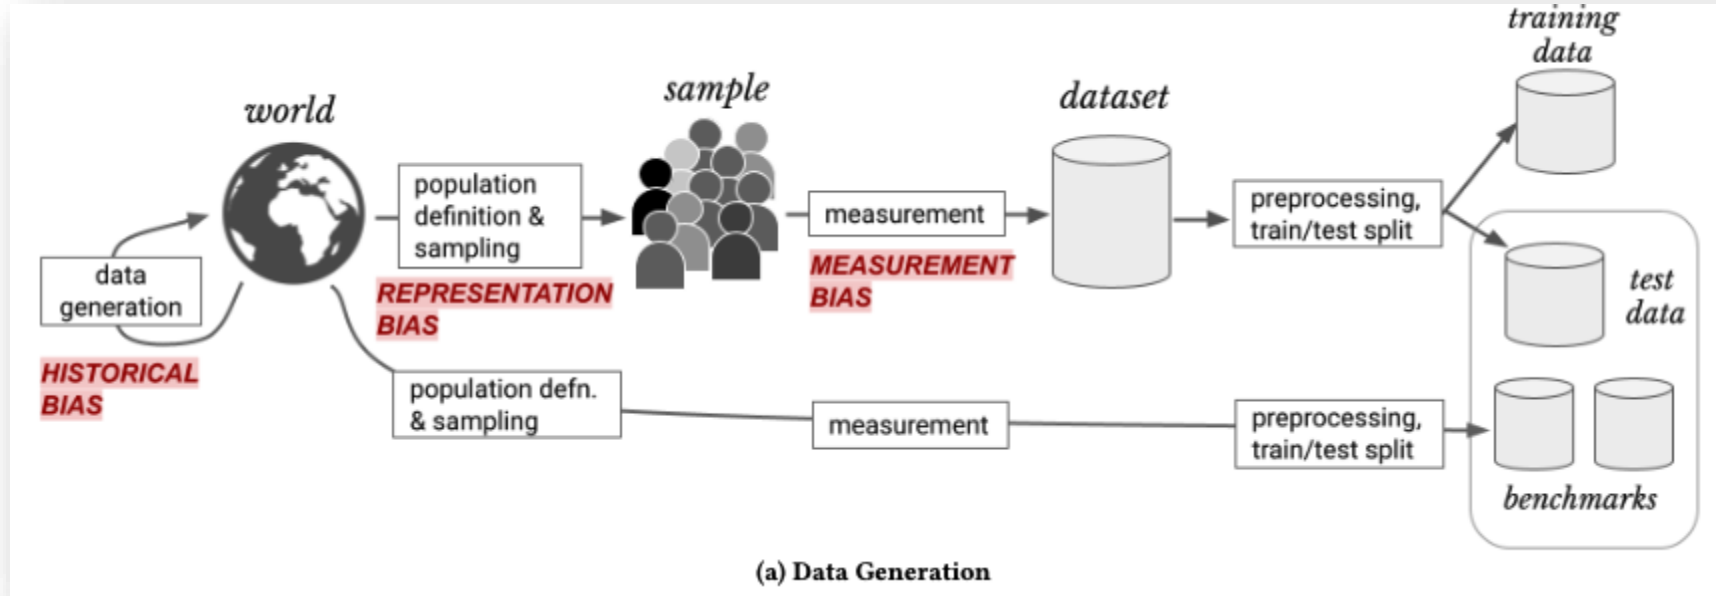 training
data
world
sample
dataset
population
definition &
sampling
REPRESENTATION
BIAS
measurement
MEASUREMENT
BIAS
preprocessing,
train/test split
data
generation
HISTORICAL
BIAS
test
data
population defn.
& sampling
measurement
preprocessing,
train/test split
benchmarks
(a) Data Generation